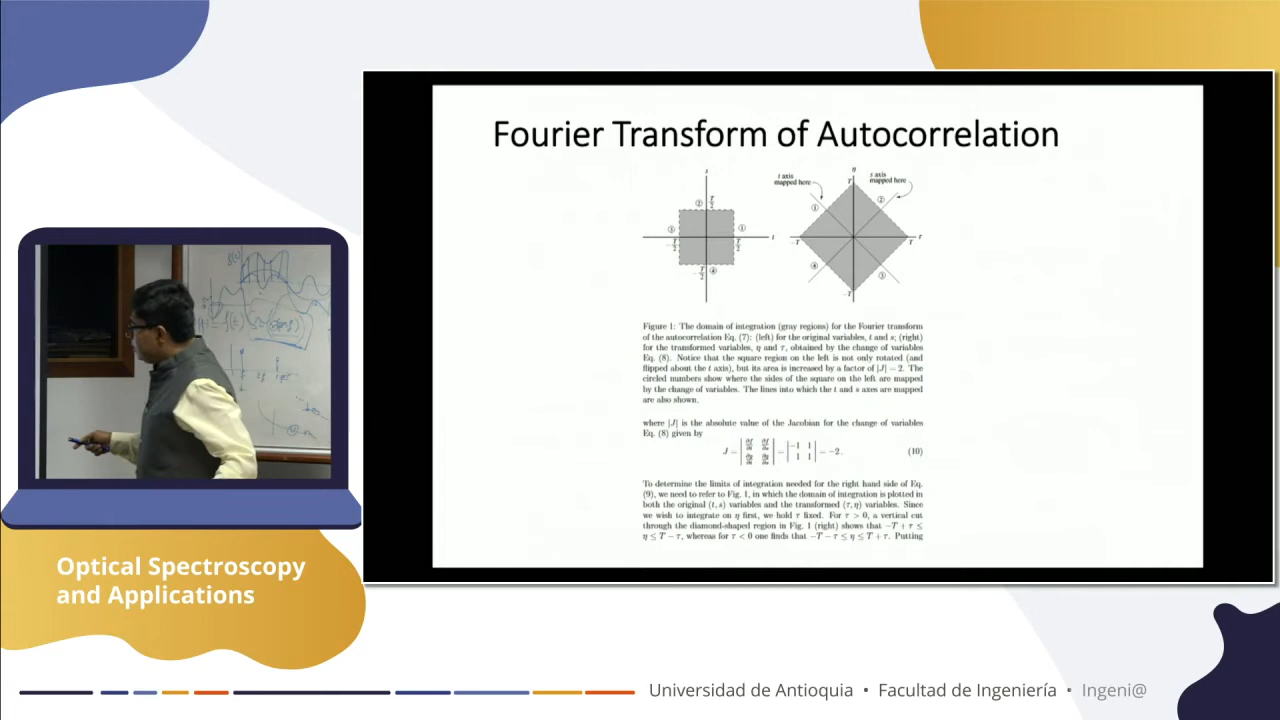 Fourier Transform of Autocorrelation
t axis
mapped here
s axis
mapped here
Figure 1: The domain of integration (gray regions) for the Fourier transform
of the autocorrelation Eq. (7): (left) for the original variables, t and s; (right)
for the transformed variables, η and τ, obtained by the change of variables
Eq. (8). Notice that the square region on the left is not only rotated (and
flipped about the t axis), but its area is increased by a factor of |J| = 2. The
circled numbers show where the sides of the square on the left are mapped
by the change of variables. The lines into which the t and s axes are mapped
are also shown.
where |J| is the absolute value of the Jacobian for the change of variables
Eq. (8) given by
= -2. (10)
To determine the limits of integration needed for the right hand side of Eq.
(9), we need to refer to Fig. 1, in which the domain of integration is plotted in
both the original (t, s) variables and the transformed (τ, η) variables. Since
we wish to integrate on η first, we hold τ fixed. For τ > 0, a vertical cut
through the diamond-shaped region in Fig. 1 (right) shows that −T + τ ≤
η ≤ T − τ, whereas for τ < 0 one finds that −T − τ ≤ η ≤ T + τ. Putting
Optical Spectroscopy
and Applications
Universidad de Antioquia • Facultad de Ingeniería • Ingeni@